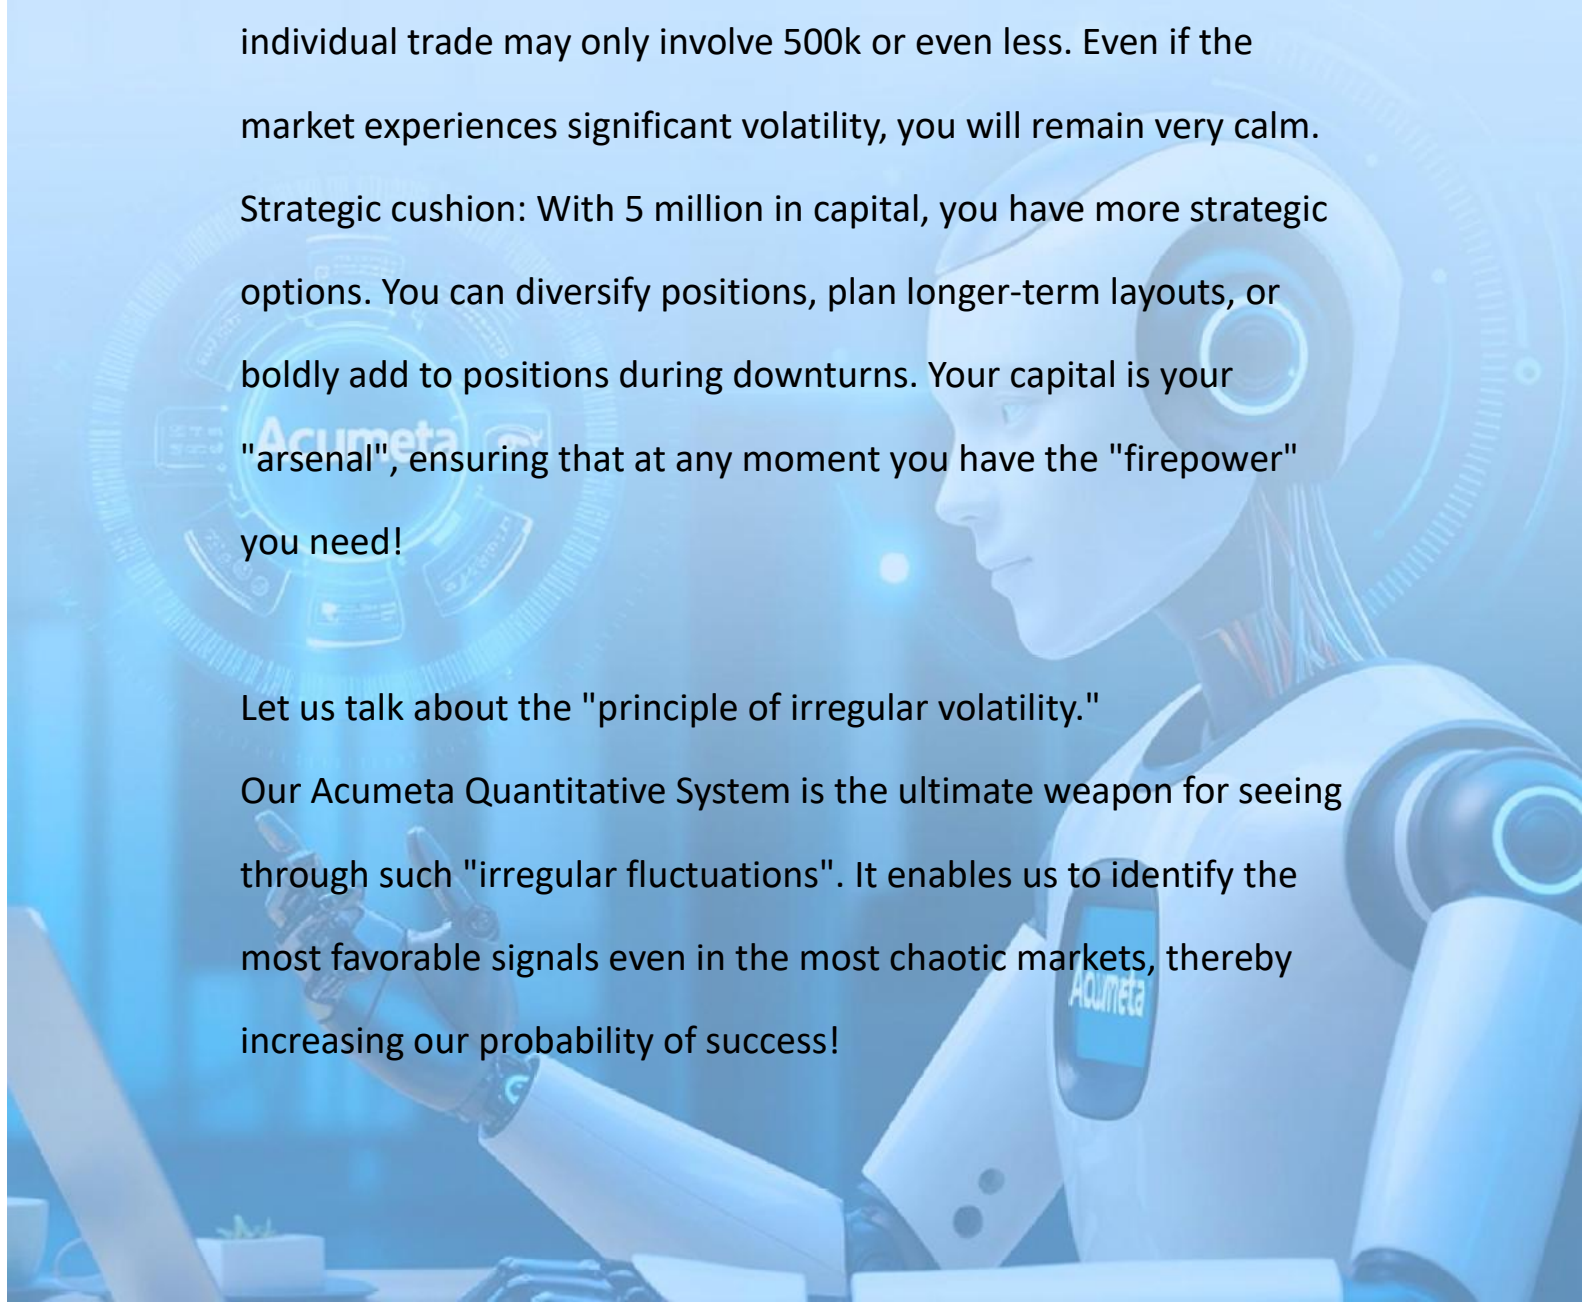 individual trade may only involve 500k or even less. Even if the
market experiences significant volatility, you will remain very calm.
Strategic cushion: With 5 million in capital, you have more strategic
options. You can diversify positions, plan longer-term layouts, or
boldly add to positions during downturns. Your capital is your
"arsenal", ensuring that at any moment you have the "firepower"
you need!
Acumeta
Let us talk about the "principle of irregular volatility."
Our Acumeta Quantitative System is the ultimate weapon for seeing
through such "irregular fluctuations". It enables us to identify the
most favorable signals even in the most chaotic markets, thereby
increasing our probability of success!
Acumeta